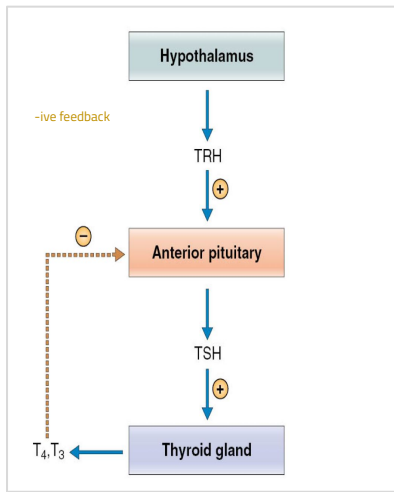 Hypothalamus
-ive feedback
TRH
+
−
Anterior pituitary
TSH
+
T₄,T₃
Thyroid gland